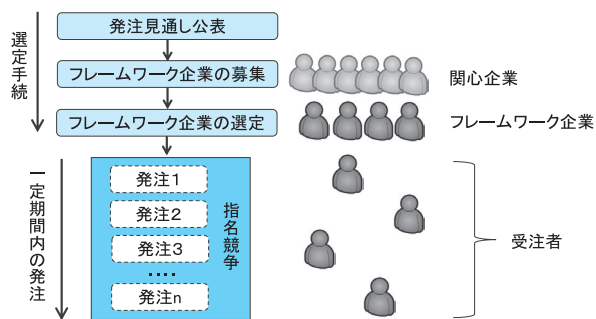 選定手続
発注見通し公表
フレームワーク企業の募集
関心企業
フレームワーク企業の選定
フレームワーク企業
一定期間内の発注
発注１
発注２
発注３
‥‥
発注n
指名競争
受注者